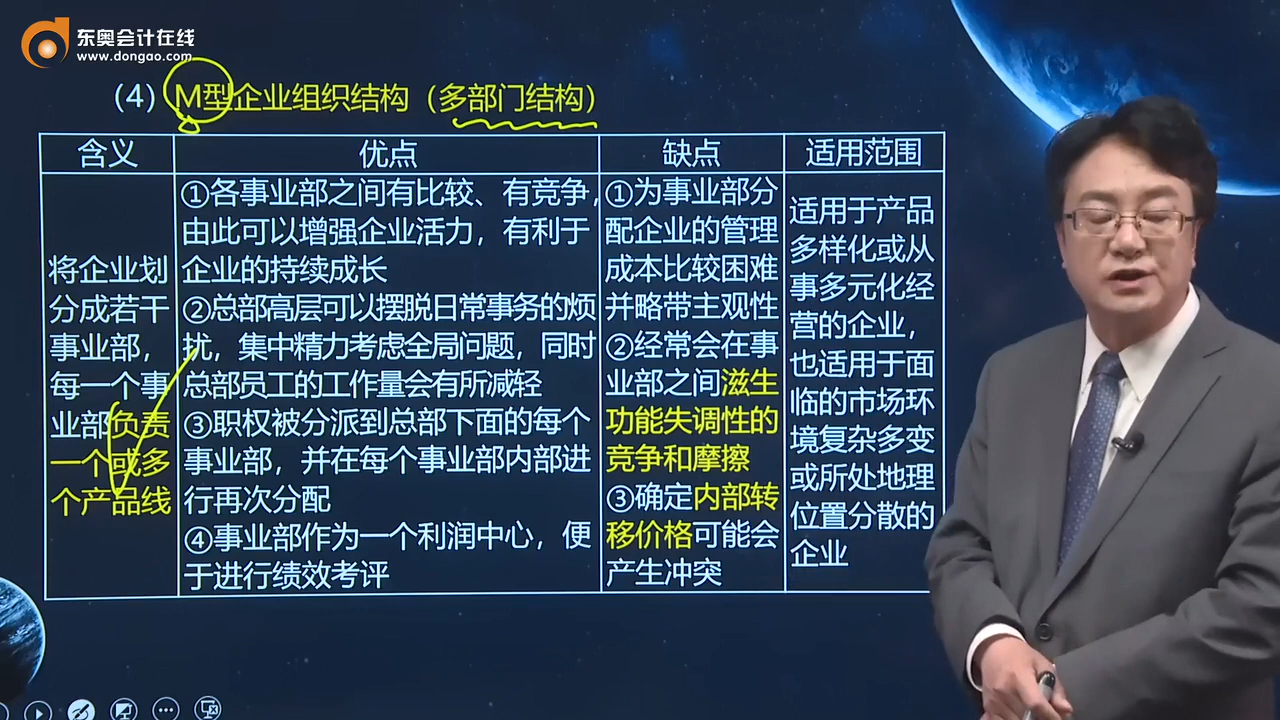 东奥会计在线
www.dongao.com
（4）M型企业组织结构（多部门结构）
含义
优点
缺点
适用范围
将企业划
分成若干
事业部，
每一个事
业部负责
一个或多
个产品线
①各事业部之间有比较、有竞争，
由此可以增强企业活力，有利于
企业的持续成长
②总部高层可以摆脱日常事务的烦
扰，集中精力考虑全局问题，同时
总部员工的工作量会有所减轻
③职权被分派到总部下面的每个
事业部，并在每个事业部内部进
行再次分配
④事业部作为一个利润中心，便
于进行绩效考评
①为事业部分
配企业的管理
成本比较困难
并略带主观性
②经常会在事
业部之间滋生
功能失调性的
竞争和摩擦
③确定内部转
移价格可能会
产生冲突
适用于产品
多样化或从
事多元化经
营的企业，
也适用于面
临的市场环
境复杂多变
或所处地理
位置分散的
企业